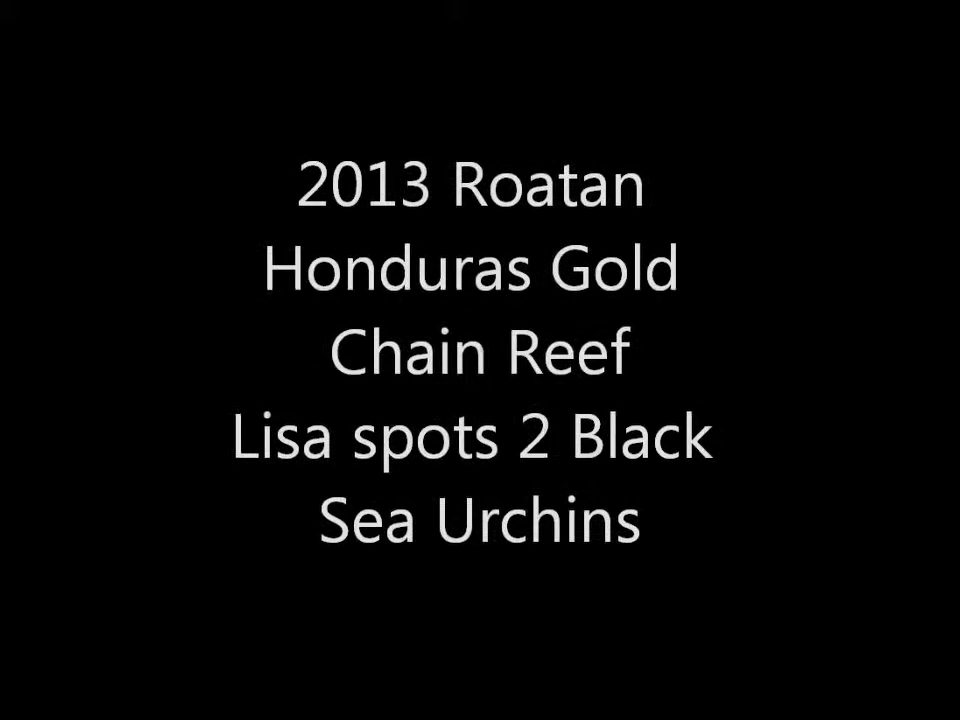 2013 Roatan
Honduras Gold
Chain Reef
Lisa spots 2 Black
Sea Urchins